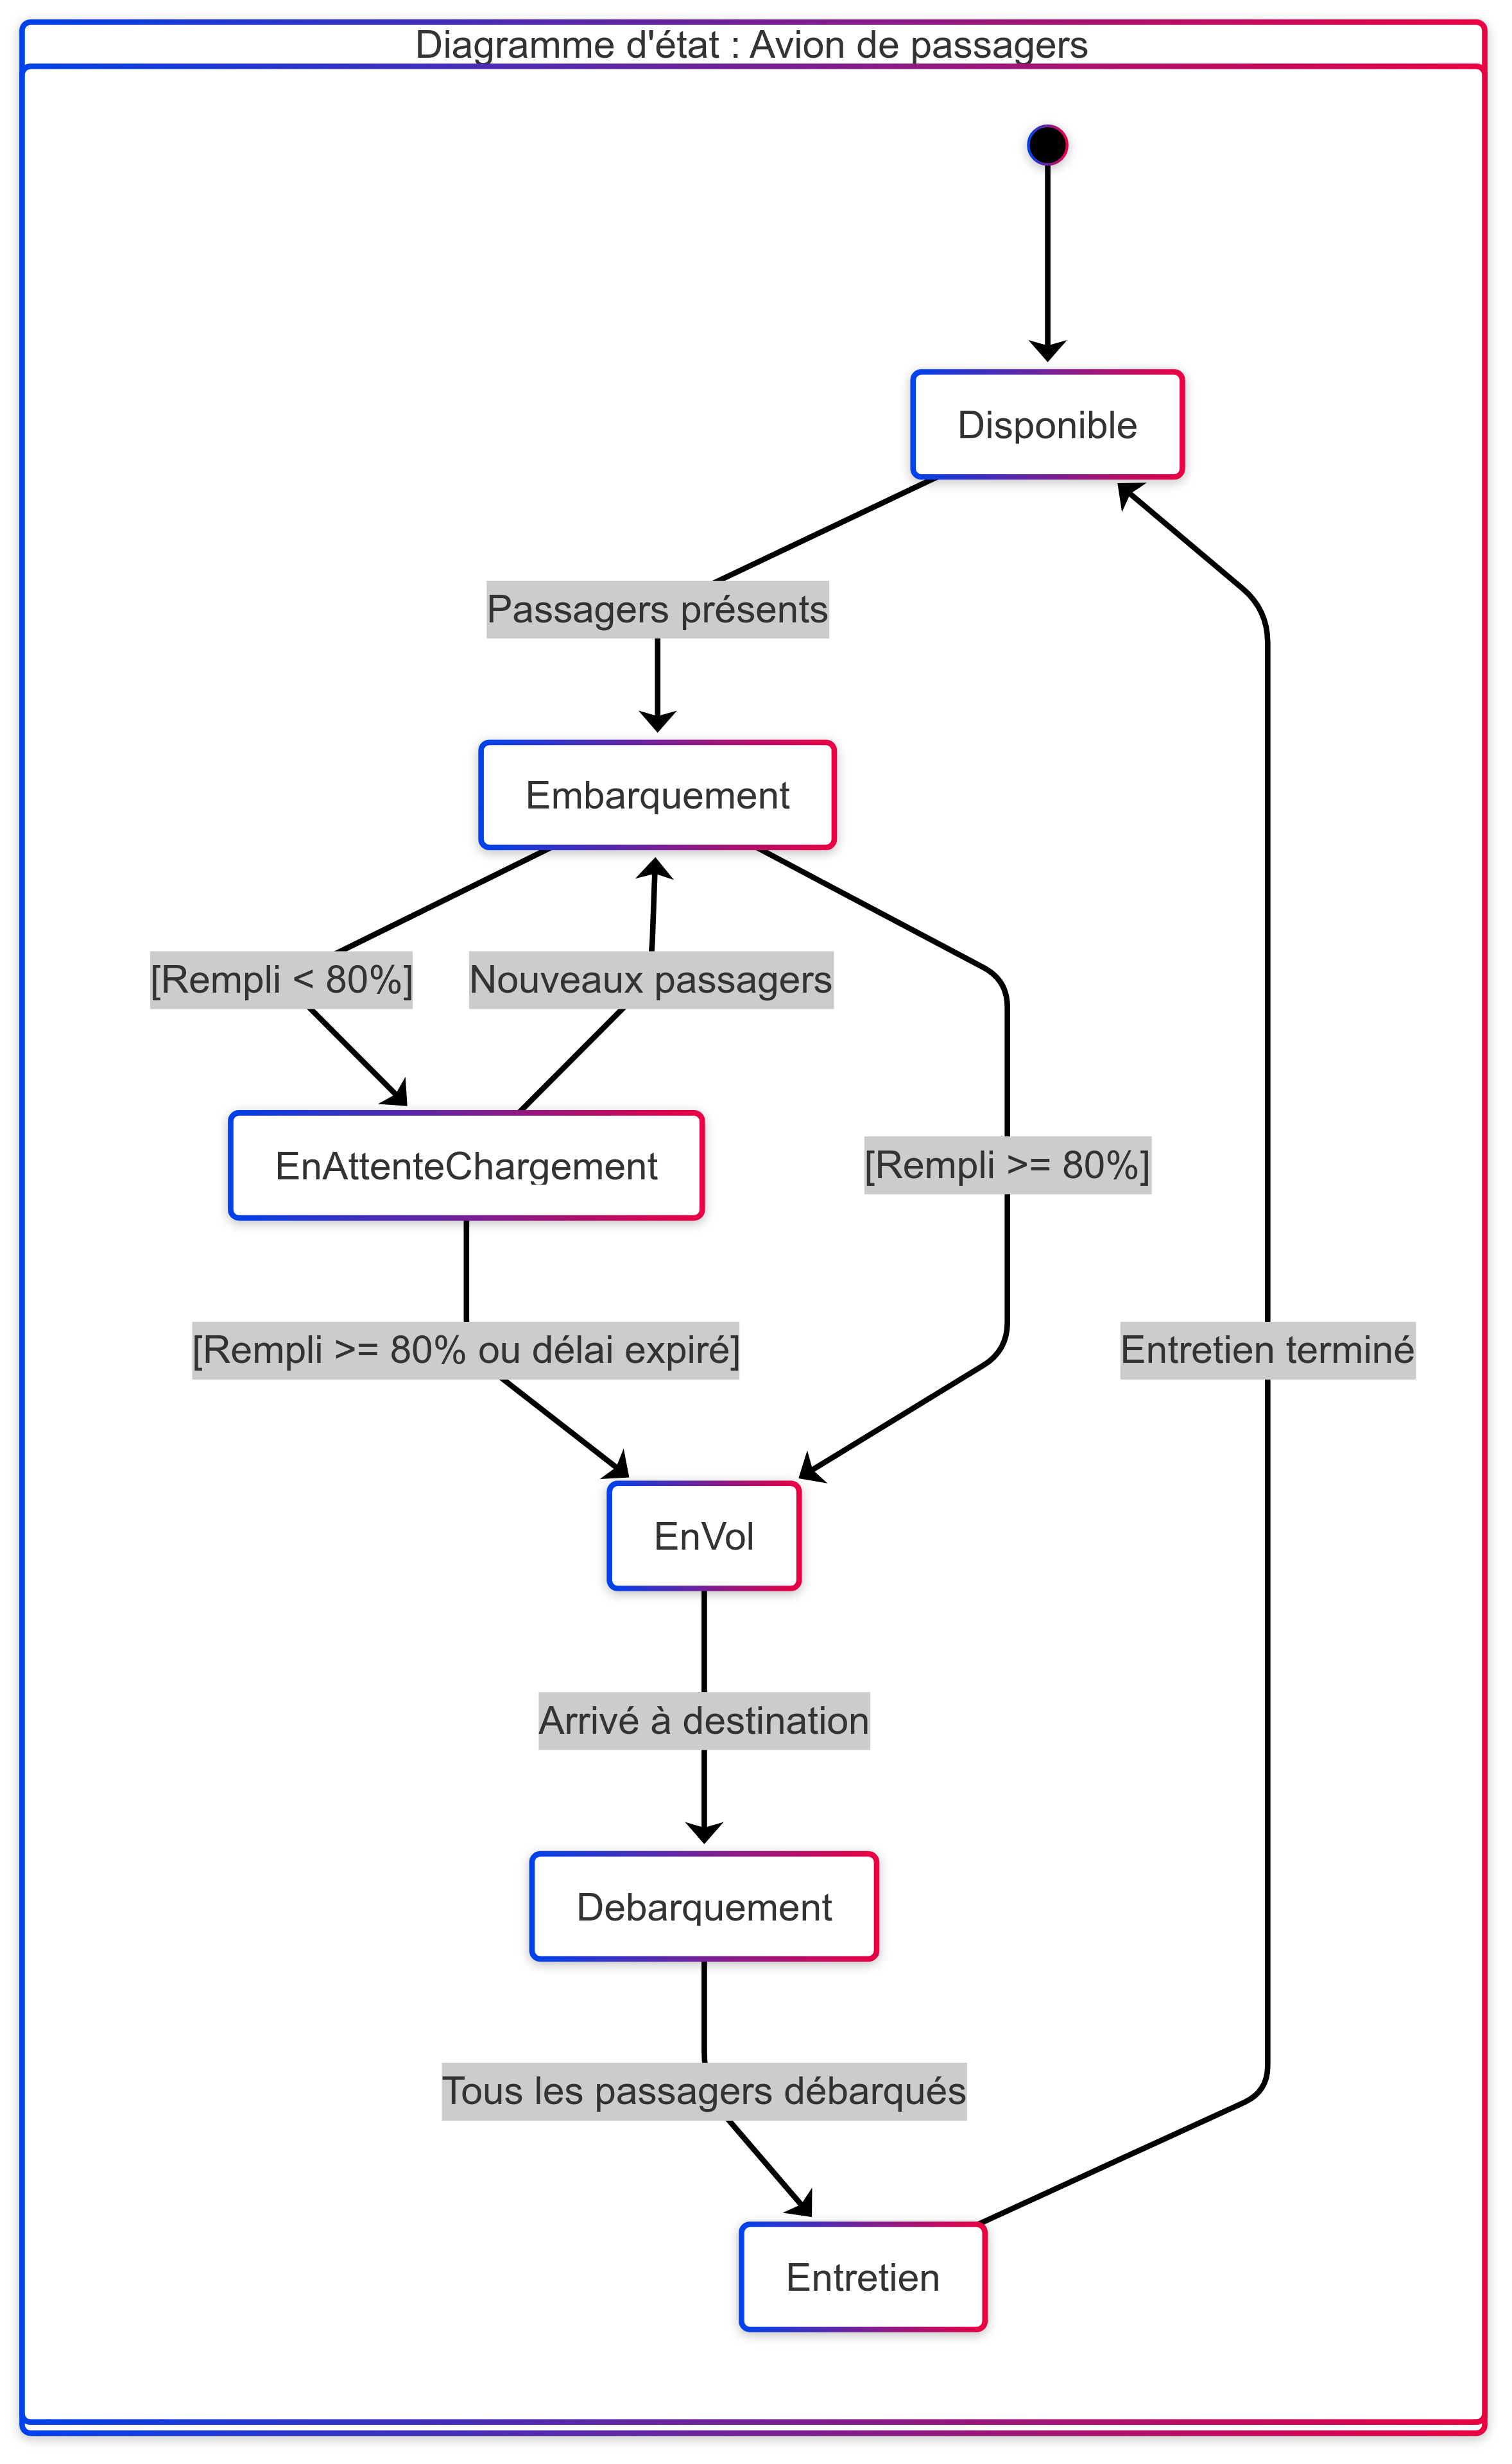 Diagramme d'état : Avion de passagers
Disponible
Passagers présents
Embarquement
[Rempli < 80%]
Nouveaux passagers
EnAttenteChargement
[Rempli >= 80%]
[Rempli >= 80% ou délai expiré]
Entretien terminé
EnVol
Arrivé à destination
Debarquement
Tous les passagers débarqués
Entretien